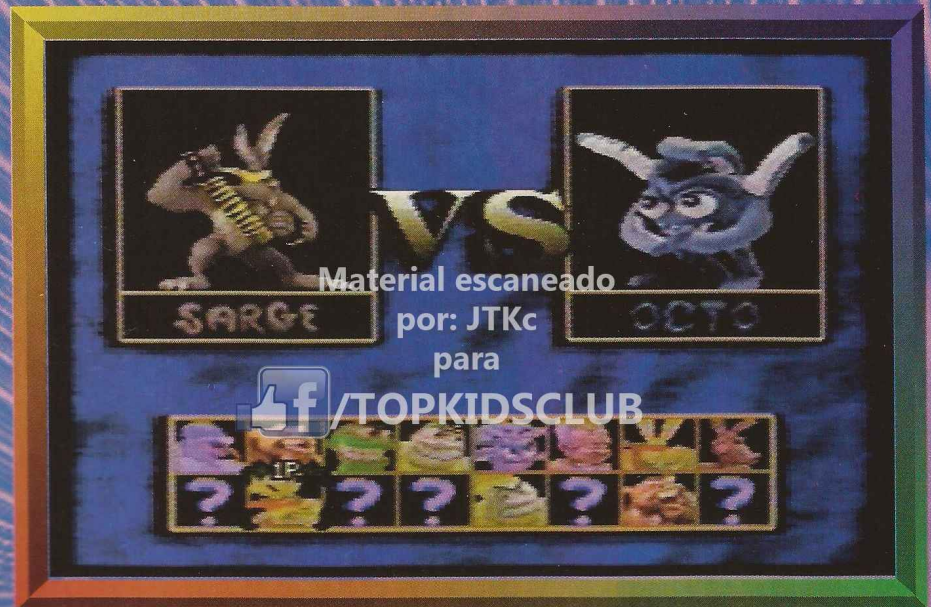 VS
SARGE
OCTO
Material escaneado
por: JTKc
para
f/TOPKIDSCLUB
1P
? ? ? ?